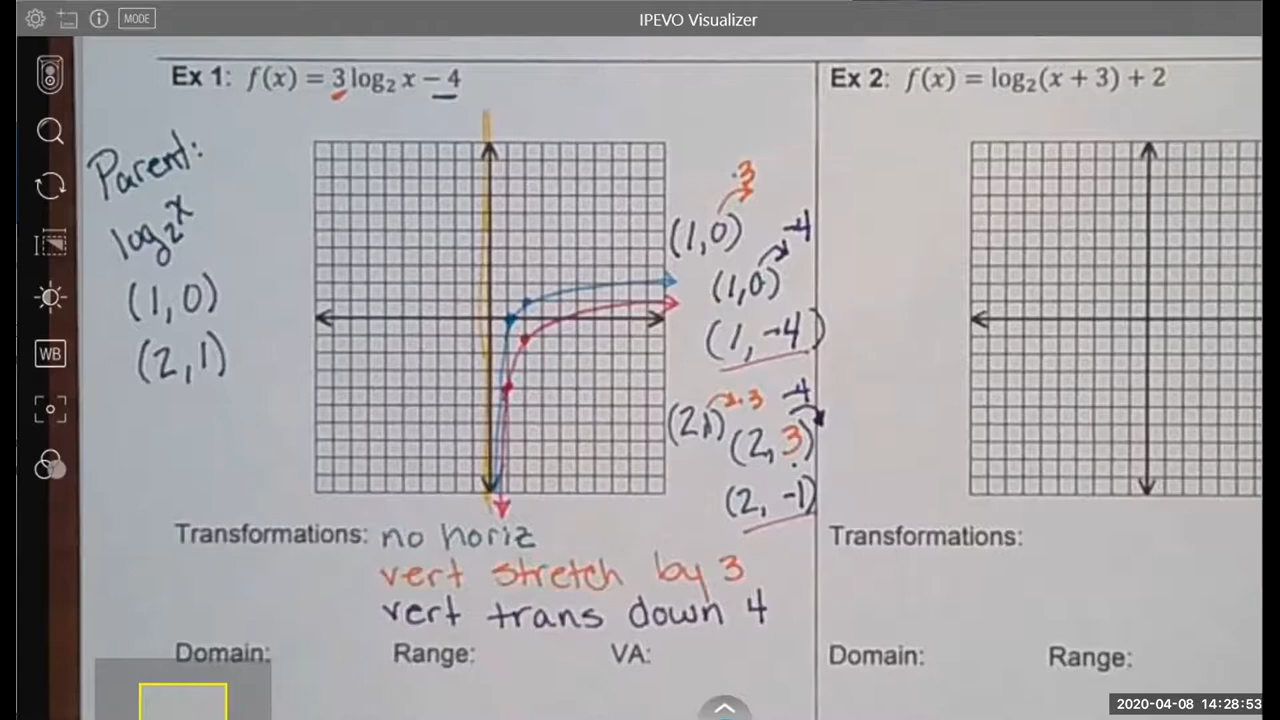 MODE
IPEVO Visualizer
WB
Ex 1: f(x) = 3 log₂ x − 4
Parent:
log₂x
(1, 0)
(2, 1)
·3
(1, 0)
-4
(1, 0)
(1, -4)
·3 -4
(2, 1) (2, 3)
(2, -1)
Transformations: no horiz
vert stretch by 3
vert trans down 4
Domain: Range: VA:
Ex 2: f(x) = log₂(x + 3) + 2
Transformations:
Domain: Range:
2020-04-08 14:28:53